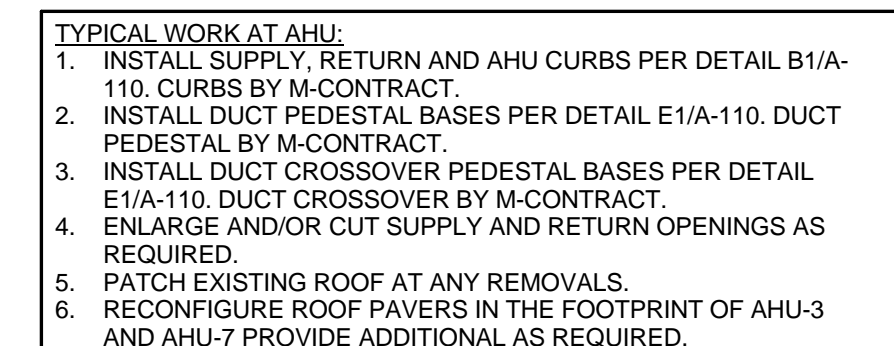 TYPICAL WORK AT AHU:
1. INSTALL SUPPLY, RETURN AND AHU CURBS PER DETAIL B1/A-
110. CURBS BY M-CONTRACT.
2. INSTALL DUCT PEDESTAL BASES PER DETAIL E1/A-110. DUCT
PEDESTAL BY M-CONTRACT.
3. INSTALL DUCT CROSSOVER PEDESTAL BASES PER DETAIL
E1/A-110. DUCT CROSSOVER BY M-CONTRACT.
4. ENLARGE AND/OR CUT SUPPLY AND RETURN OPENINGS AS
REQUIRED.
5. PATCH EXISTING ROOF AT ANY REMOVALS.
6. RECONFIGURE ROOF PAVERS IN THE FOOTPRINT OF AHU-3
AND AHU-7 PROVIDE ADDITIONAL AS REQUIRED.